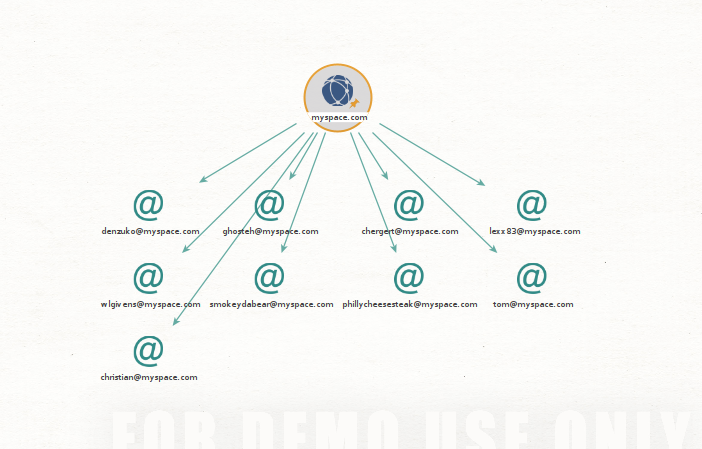 myspace.com
denzuko@myspace.com
ghosteh@myspace.com
chergert@myspace.com
lexx83@myspace.com
wlgivens@myspace.com
smokeydabear@myspace.com
phillycheesesteak@myspace.com
tom@myspace.com
christian@myspace.com
FOR DEMO USE ONLY